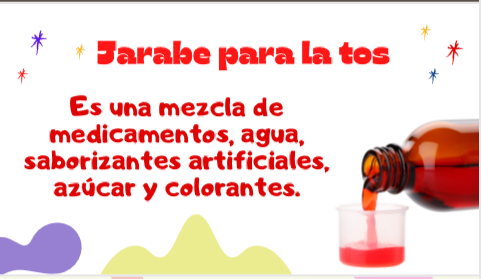 Jarabe para la tos
Es una mezcla de
medicamentos, agua,
saborizantes artificiales,
azúcar y colorantes.